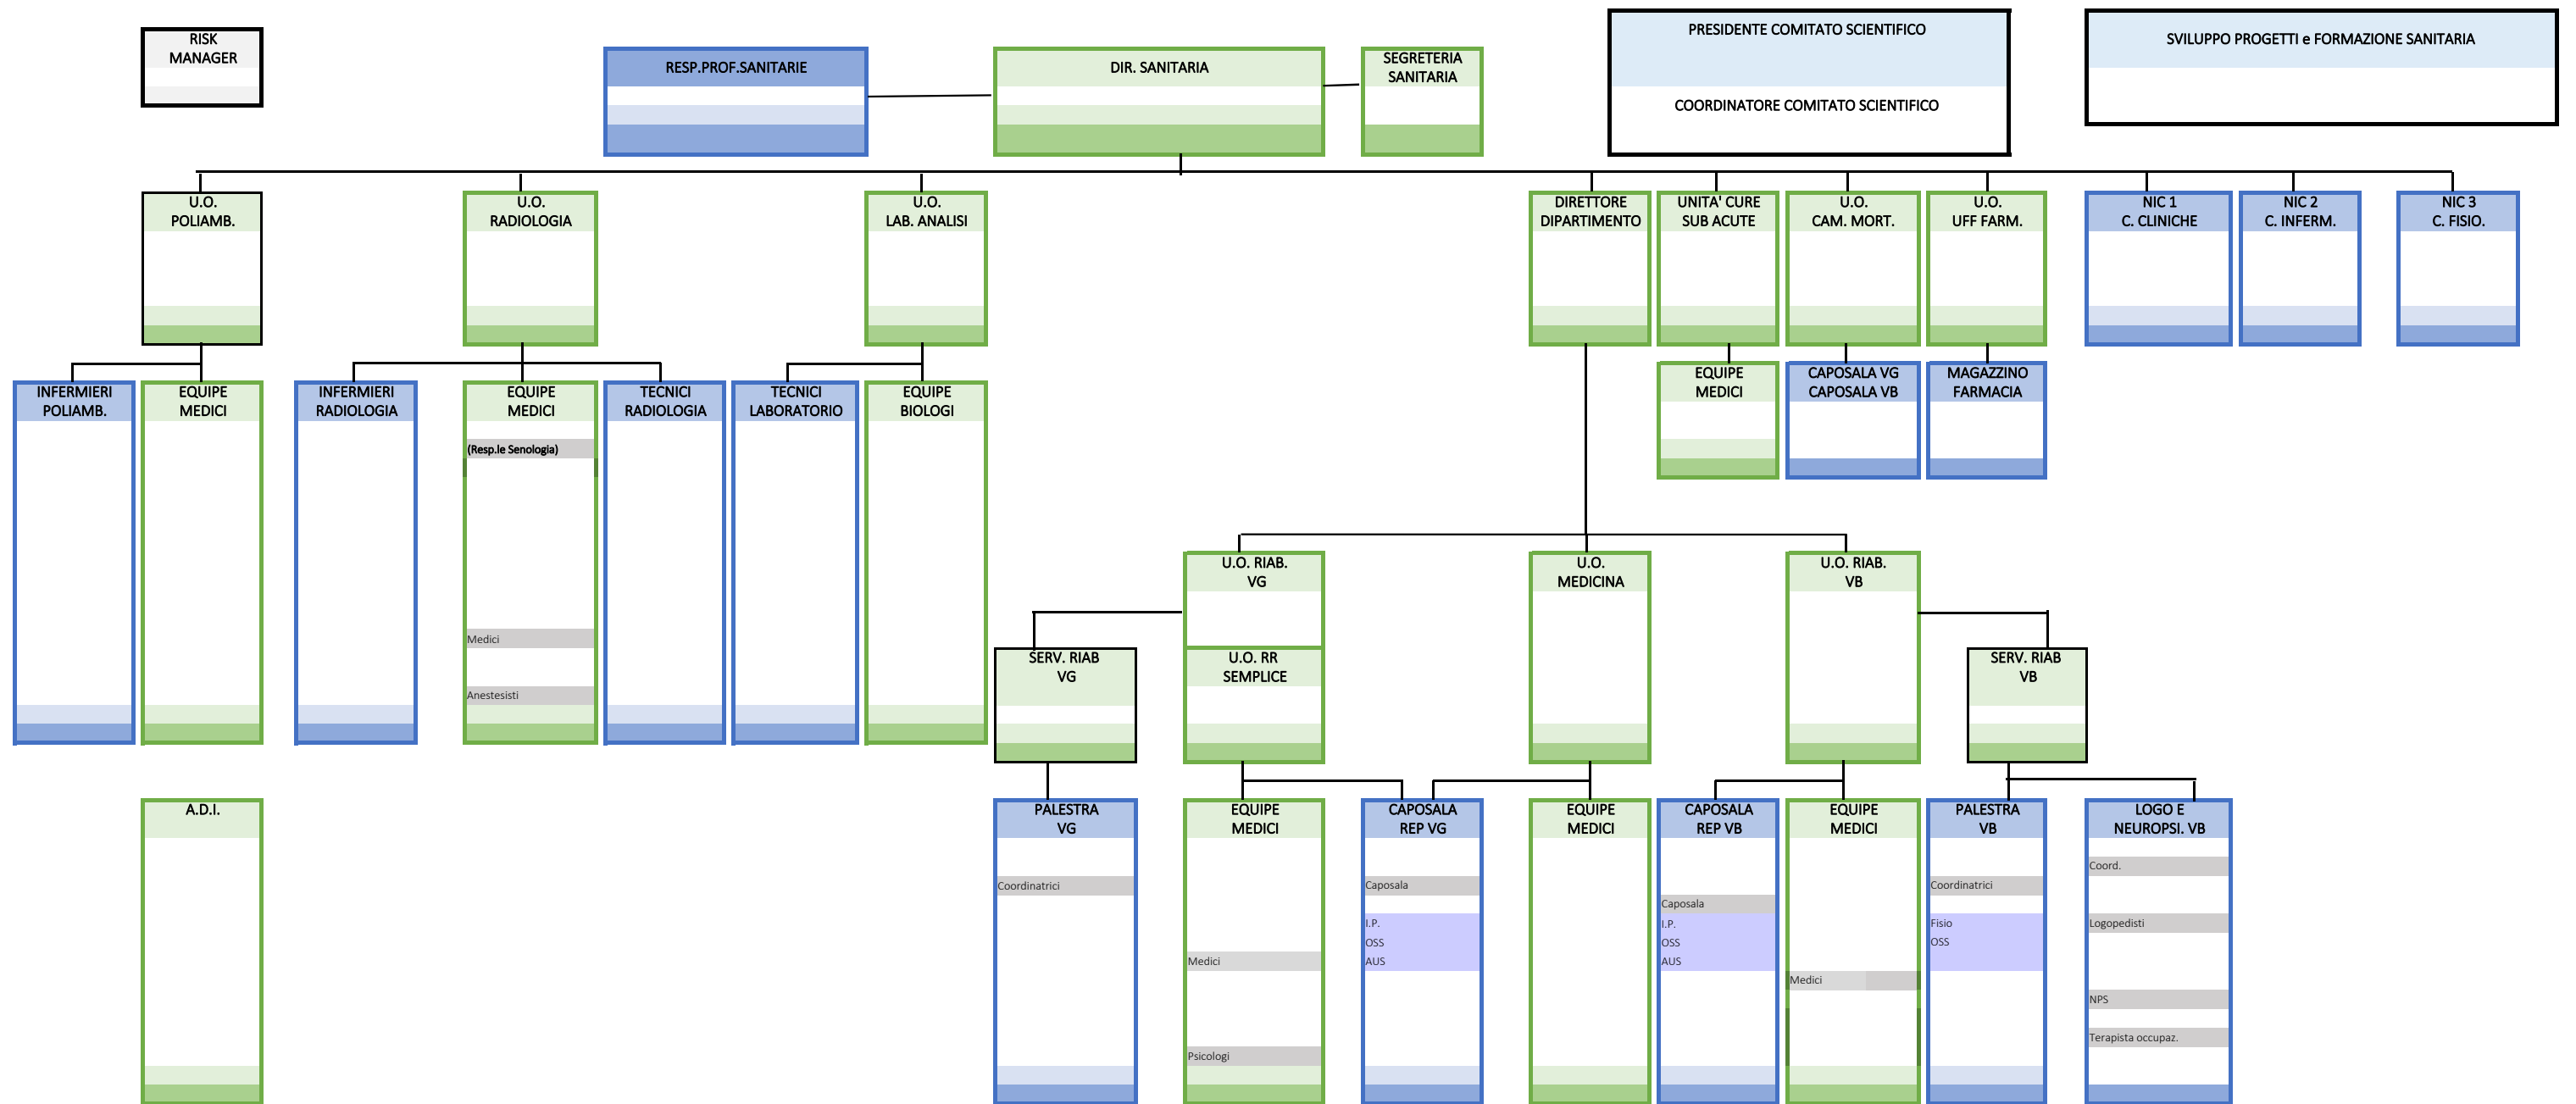 RISK
MANAGER
RESP.PROF.SANITARIE
DIR. SANITARIA
SEGRETERIA
SANITARIA
PRESIDENTE COMITATO SCIENTIFICO
COORDINATORE COMITATO SCIENTIFICO
SVILUPPO PROGETTI e FORMAZIONE SANITARIA
U.O.
POLIAMB.
U.O.
RADIOLOGIA
U.O.
LAB. ANALISI
DIRETTORE
DIPARTIMENTO
UNITA' CURE
SUB ACUTE
U.O.
CAM. MORT.
U.O.
UFF FARM.
NIC 1
C. CLINICHE
NIC 2
C. INFERM.
NIC 3
C. FISIO.
INFERMIERI
POLIAMB.
EQUIPE
MEDICI
INFERMIERI
RADIOLOGIA
EQUIPE
MEDICI
(Resp.le Senologia)
Medici
Anestesisti
TECNICI
RADIOLOGIA
TECNICI
LABORATORIO
EQUIPE
BIOLOGI
EQUIPE
MEDICI
CAPOSALA VG
CAPOSALA VB
MAGAZZINO
FARMACIA
U.O. RIAB.
VG
U.O.
MEDICINA
U.O. RIAB.
VB
SERV. RIAB
VG
U.O. RR
SEMPLICE
SERV. RIAB
VB
A.D.I.
PALESTRA
VG
Coordinatrici
EQUIPE
MEDICI
Medici
Psicologi
CAPOSALA
REP VG
Caposala
I.P.
OSS
AUS
EQUIPE
MEDICI
CAPOSALA
REP VB
Caposala
I.P.
OSS
AUS
EQUIPE
MEDICI
Medici
PALESTRA
VB
Coordinatrici
Fisio
OSS
LOGO E
NEUROPSI. VB
Coord.
Logopedisti
NPS
Terapista occupaz.